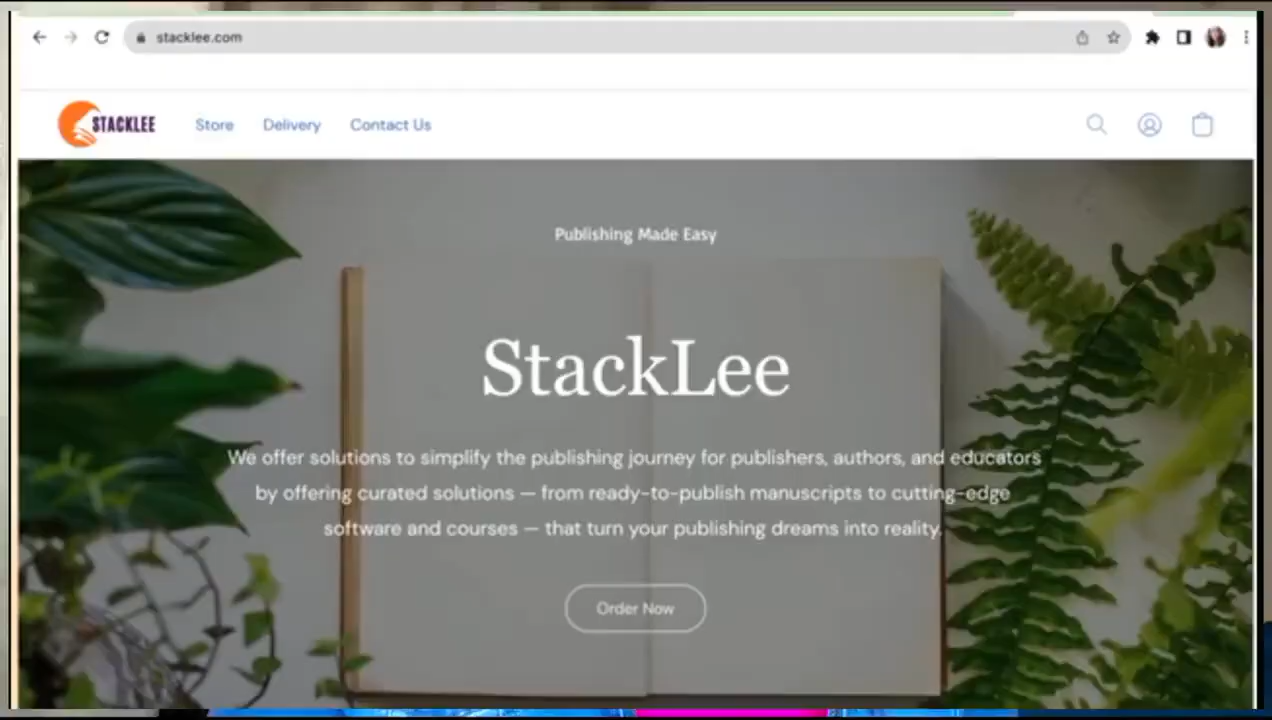 stacklee.com
STACKLEE
Store Delivery Contact Us
Publishing Made Easy
StackLee
We offer solutions to simplify the publishing journey for publishers, authors, and educators
by offering curated solutions — from ready-to-publish manuscripts to cutting-edge
software and courses — that turn your publishing dreams into reality.
Order Now